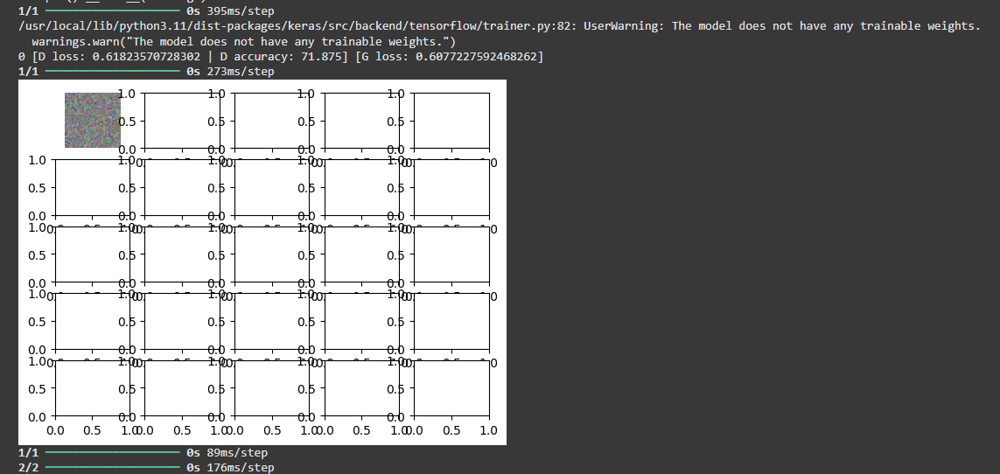 1/1 ━━━━━━━━━━━━━━━━━━━━ 0s 395ms/step
/usr/local/lib/python3.11/dist-packages/keras/src/backend/tensorflow/trainer.py:82: UserWarning: The model does not have any trainable weights.
  warnings.warn("The model does not have any trainable weights.")
0 [D loss: 0.61823570728302 | D accuracy: 71.875] [G loss: 0.6077227592468262]
1/1 ━━━━━━━━━━━━━━━━━━━━ 0s 273ms/step
1.0 1.0 1.0 1.0
0.5 0.5 0.5 0.5
0.0 0.0 0.0 0.0
1.0 1.0 1.0 1.0 1.0
0.5 0.5 0.5 0.5 0.5
0.0 0.0 0.0 0.0 0.0
1.0 1.0 1.0 1.0 1.0
0.5 0.5 0.5 0.5 0.5
0.0 0.0 0.0 0.0 0.0
1.0 1.0 1.0 1.0 1.0
0.5 0.5 0.5 0.5 0.5
0.0 0.0 0.0 0.0 0.0
1.0 1.0 1.0 1.0 1.0
0.5 0.5 0.5 0.5 0.5
0.0 0.0 0.0 0.0 0.0
0.0 0.5 1.0 0.0 0.5 1.0 0.0 0.5 1.0 0.0 0.5 1.0 0.0 0.5 1.0
1/1 ━━━━━━━━━━━━━━━━━━━━ 0s 89ms/step
2/2 ━━━━━━━━━━━━━━━━━━━━ 0s 176ms/step